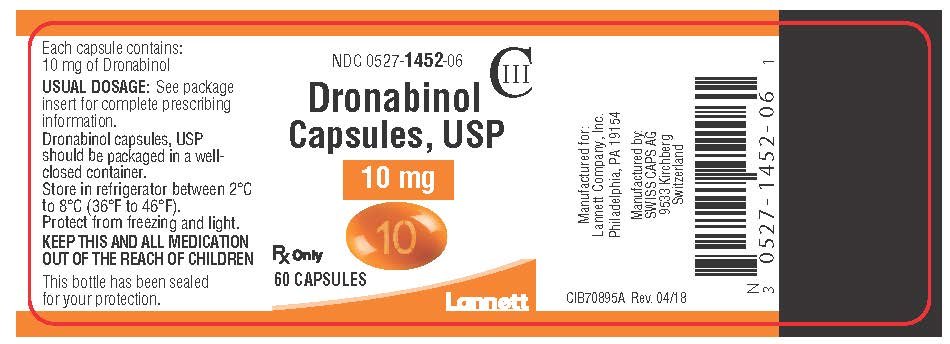 Each capsule contains:
10 mg of Dronabinol
USUAL DOSAGE: See package
insert for complete prescribing
information.
Dronabinol capsules, USP
should be packaged in a well-
closed container.
Store in refrigerator between 2°C
to 8°C (36°F to 46°F).
Protect from freezing and light.
KEEP THIS AND ALL MEDICATION
OUT OF THE REACH OF CHILDREN
This bottle has been sealed
for your protection.
NDC 0527-1452-06
CIII
Dronabinol
Capsules, USP
10 mg
10
Rx Only
60 CAPSULES
Lannett
Manufactured for:
Lannett Company, Inc.
Philadelphia, PA 19154
Manufactured by:
SWISS CAPS AG
9533 Kirchberg
Switzerland
CIB70895A Rev. 04/18
N
3 0527-1452-06 1